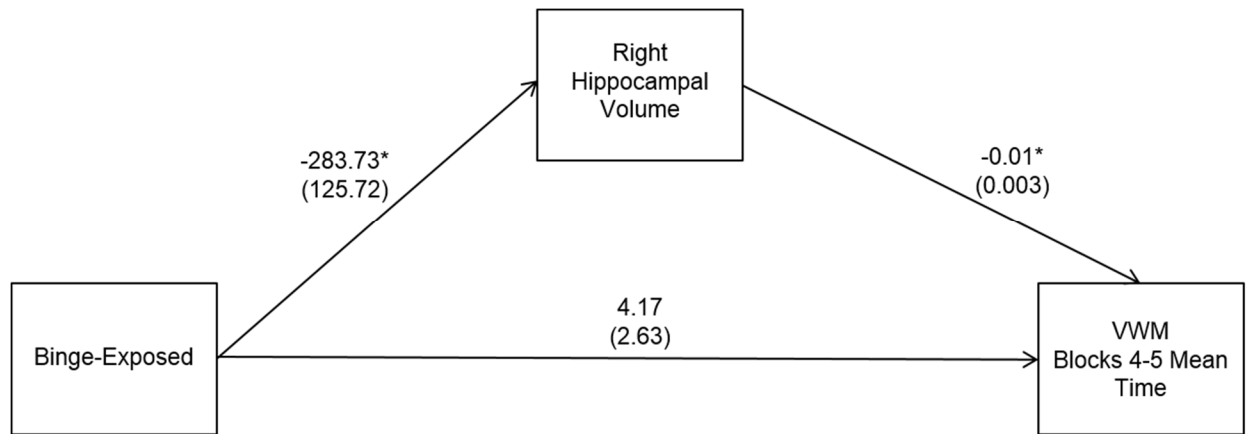 Right
Hippocampal
Volume
-283.73*
(125.72)
-0.01*
(0.003)
Binge-Exposed
4.17
(2.63)
VWM
Blocks 4-5 Mean
Time